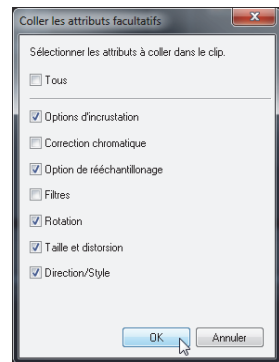 Coller les attributs facultatifs
Sélectionner les attributs à coller dans le clip.
Tous
Options d'incrustation
Correction chromatique
Option de rééchantillonage
Filtres
Rotation
Taille et distorsion
Direction/Style
OK
Annuler